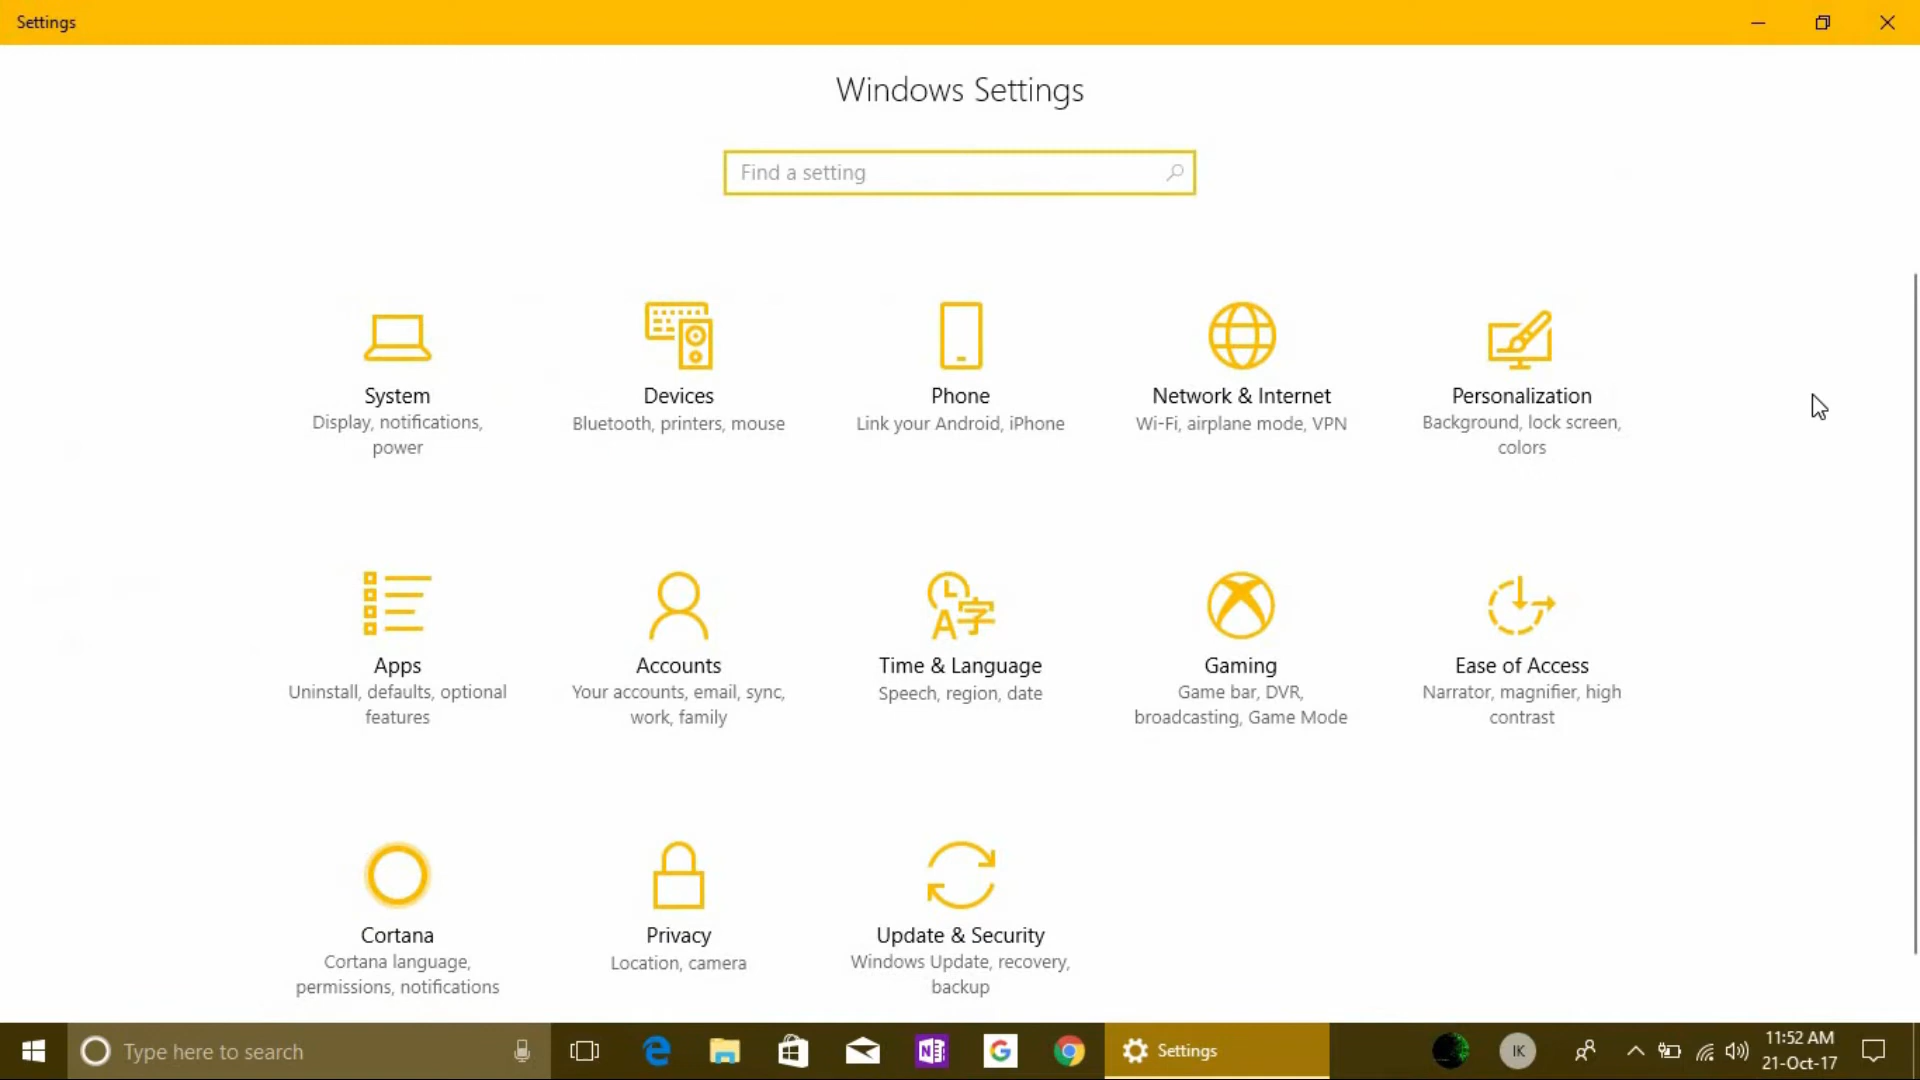 Settings
Windows Settings
Find a setting
System
Display, notifications,
power
Devices
Bluetooth, printers, mouse
Phone
Link your Android, iPhone
Network & Internet
Wi-Fi, airplane mode, VPN
Personalization
Background, lock screen,
colors
Apps
Uninstall, defaults, optional
features
Accounts
Your accounts, email, sync,
work, family
Time & Language
Speech, region, date
Gaming
Game bar, DVR,
broadcasting, Game Mode
Ease of Access
Narrator, magnifier, high
contrast
Cortana
Cortana language,
permissions, notifications
Privacy
Location, camera
Update & Security
Windows Update, recovery,
backup
Type here to search
Settings
IK
11:52 AM
21-Oct-17